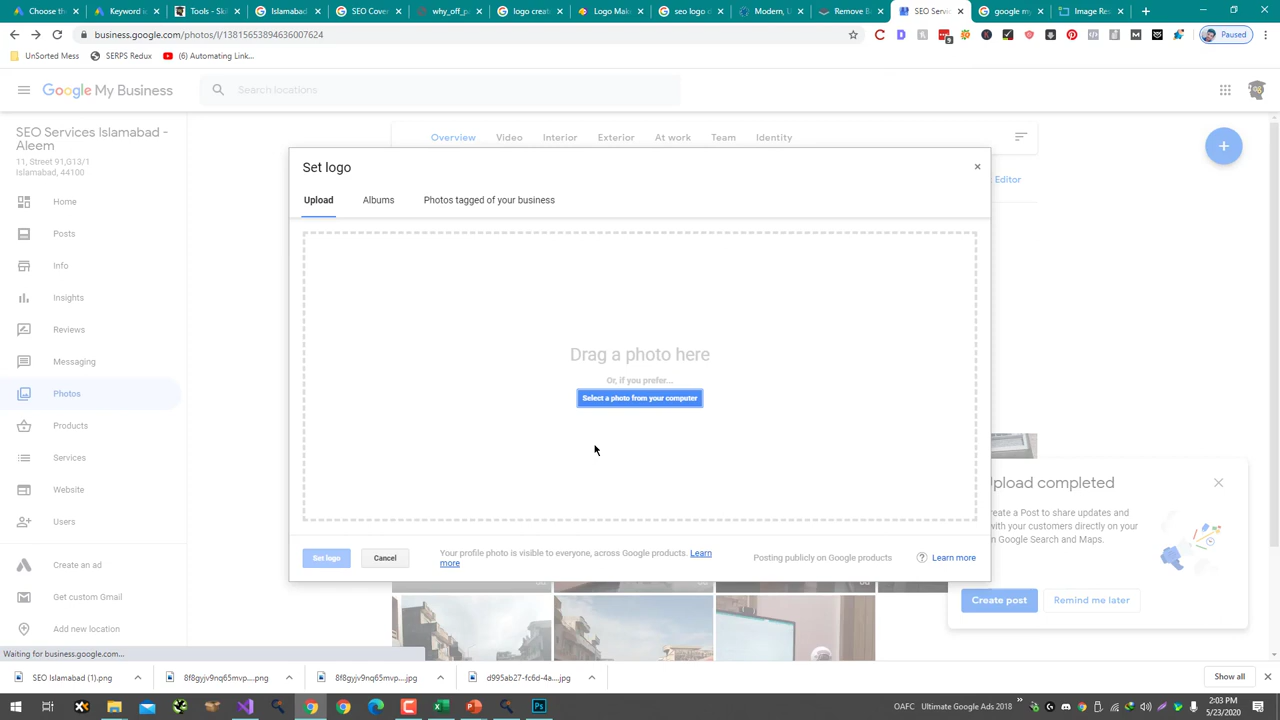 Choose th
Keyword i
Tools - Ski
Islamabad
SEO Cover
why_off_p
logo creat
Logo Make
seo logo d
Modern, U
Remove B
SEO Servic
google my
Image Res
Untitled
business.google.com/photos/l/13815653894636007624
Paused
UnSorted Mess
SERPS Redux
(6) Automating Link...
Google My Business
Search locations
SEO Services Islamabad -
Aleem
11, Street 91,G13/1
Islamabad, 44100
Home
Posts
Info
Insights
Reviews
Messaging
Photos
Products
Services
Website
Users
Create an ad
Get custom Gmail
Add new location
Overview
Video
Interior
Exterior
At work
Team
Identity
Editor
Set logo
×
Upload
Albums
Photos tagged of your business
Drag a photo here
Or, if you prefer...
Select a photo from your computer
Set logo
Cancel
Your profile photo is visible to everyone, across Google products. Learn
more
Posting publicly on Google products
Learn more
pload completed
reate a Post to share updates and
with your customers directly on your
n Google Search and Maps.
Create post
Remind me later
Waiting for business.google.com...
SEO Islamabad (1).png
8f8gyjv9nq65mvp....png
8f8gyjv9nq65mvp....jpg
d995ab27-fc6d-4a....jpg
Show all
OAFC
Ultimate Google Ads 2018
2:03 PM
5/23/2020